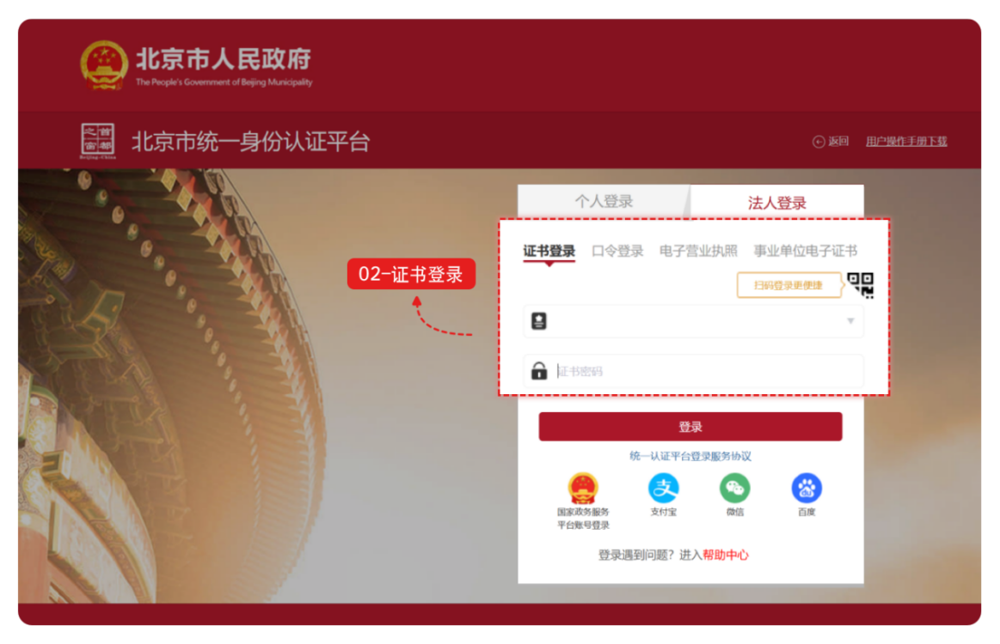 北京市人民政府
The People's Government of Beijing Municipality
首都之窗
Beijing-China
北京市统一身份认证平台
返回 用户操作手册下载
个人登录 法人登录
证书登录 口令登录 电子营业执照 事业单位电子证书
02-证书登录
扫码登录更便捷
证书密码
登录
统一认证平台登录服务协议
国家政务服务
平台账号登录
支付宝
微信
百度
登录遇到问题？进入帮助中心